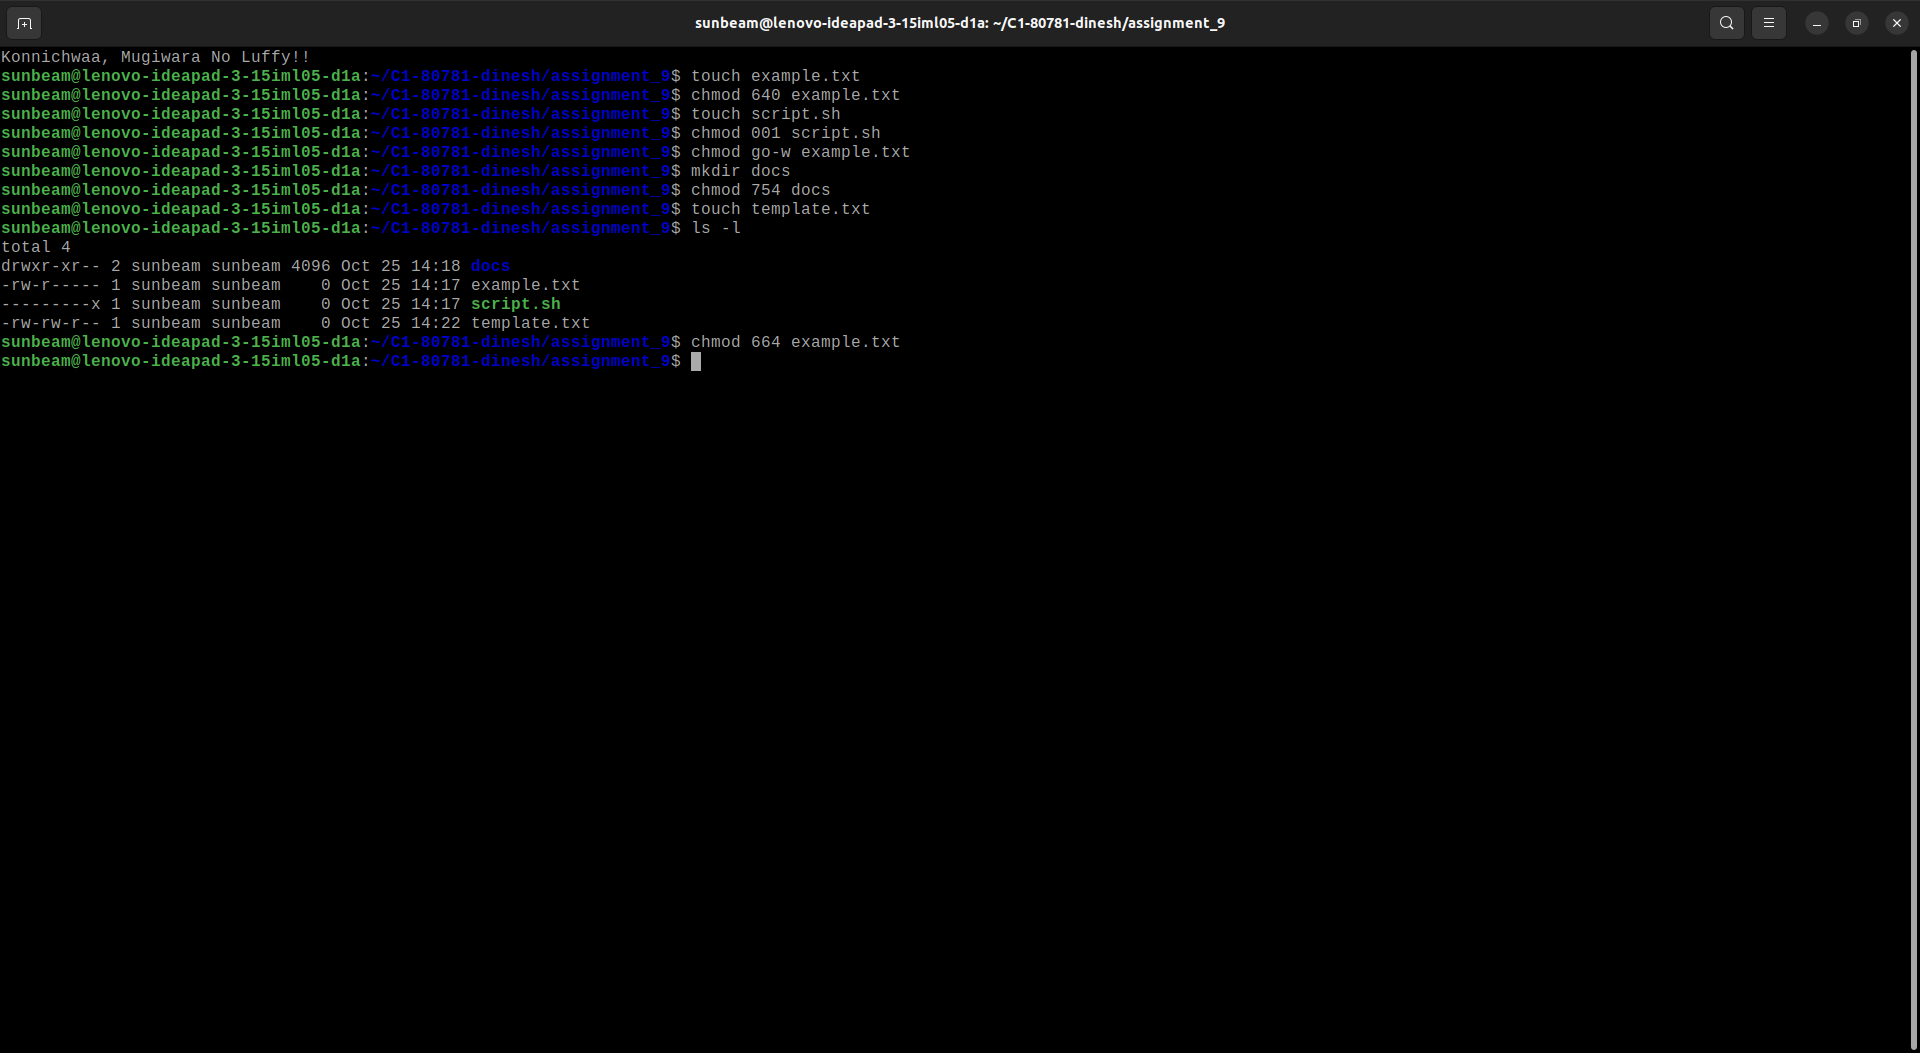 sunbeam@lenovo-ideapad-3-15iml05-d1a: ~/C1-80781-dinesh/assignment_9
Konnichwaa, Mugiwara No Luffy!!
sunbeam@lenovo-ideapad-3-15iml05-d1a:~/C1-80781-dinesh/assignment_9$ touch example.txt
sunbeam@lenovo-ideapad-3-15iml05-d1a:~/C1-80781-dinesh/assignment_9$ chmod 640 example.txt
sunbeam@lenovo-ideapad-3-15iml05-d1a:~/C1-80781-dinesh/assignment_9$ touch script.sh
sunbeam@lenovo-ideapad-3-15iml05-d1a:~/C1-80781-dinesh/assignment_9$ chmod 001 script.sh
sunbeam@lenovo-ideapad-3-15iml05-d1a:~/C1-80781-dinesh/assignment_9$ chmod go-w example.txt
sunbeam@lenovo-ideapad-3-15iml05-d1a:~/C1-80781-dinesh/assignment_9$ mkdir docs
sunbeam@lenovo-ideapad-3-15iml05-d1a:~/C1-80781-dinesh/assignment_9$ chmod 754 docs
sunbeam@lenovo-ideapad-3-15iml05-d1a:~/C1-80781-dinesh/assignment_9$ touch template.txt
sunbeam@lenovo-ideapad-3-15iml05-d1a:~/C1-80781-dinesh/assignment_9$ ls -l
total 4
drwxr-xr-- 2 sunbeam sunbeam 4096 Oct 25 14:18 docs
-rw-r----- 1 sunbeam sunbeam    0 Oct 25 14:17 example.txt
---------x 1 sunbeam sunbeam    0 Oct 25 14:17 script.sh
-rw-rw-r-- 1 sunbeam sunbeam    0 Oct 25 14:22 template.txt
sunbeam@lenovo-ideapad-3-15iml05-d1a:~/C1-80781-dinesh/assignment_9$ chmod 664 example.txt
sunbeam@lenovo-ideapad-3-15iml05-d1a:~/C1-80781-dinesh/assignment_9$